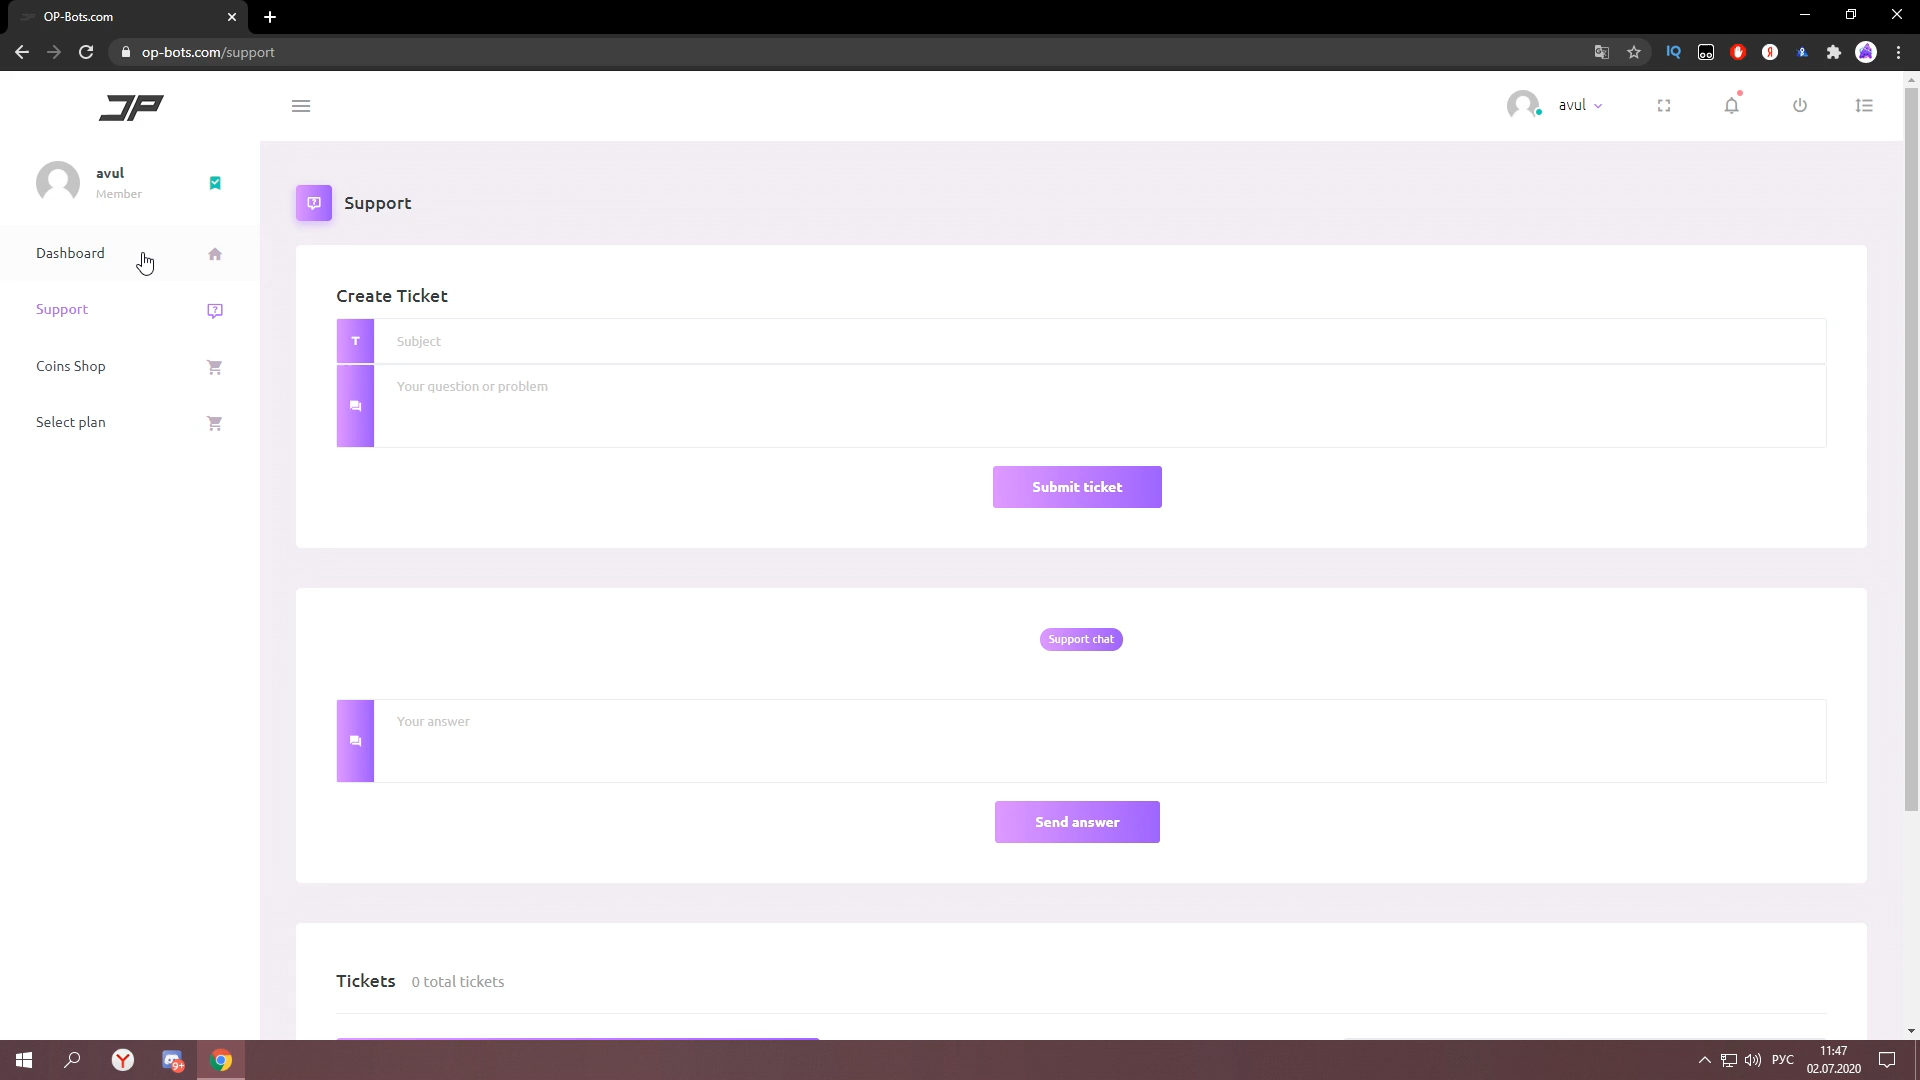 OP-Bots.com
op-bots.com/support
IQ
Я
avul
avul
Member
Dashboard
Support
Coins Shop
Select plan
Support
Create Ticket
T
Subject
Your question or problem
Submit ticket
Support chat
Your answer
Send answer
Tickets 0 total tickets
9+
РУС
11:47
02.07.2020